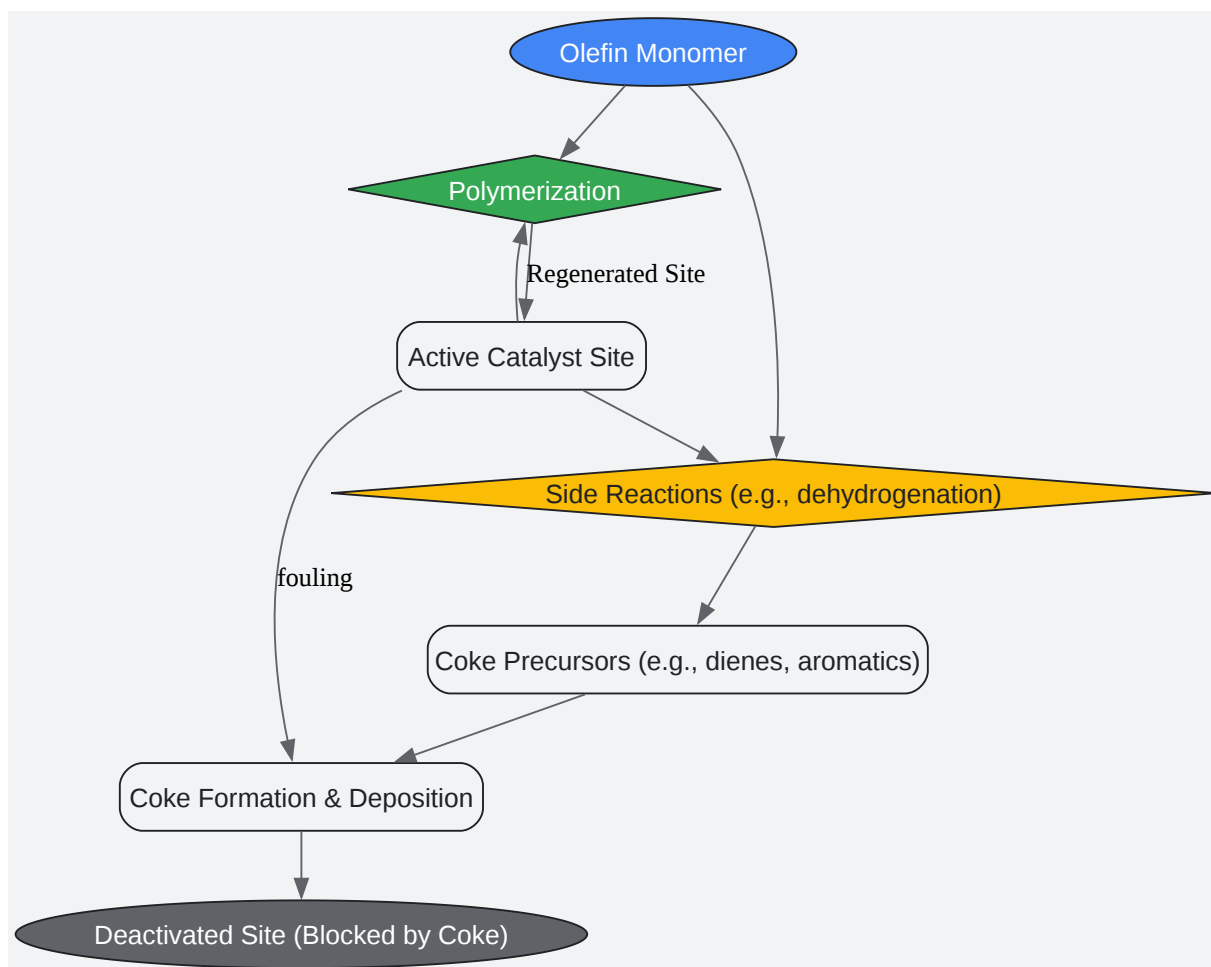 Olefin Monomer
Polymerization
Regenerated Site
Active Catalyst Site
Side Reactions (e.g., dehydrogenation)
fouling
Coke Precursors (e.g., dienes, aromatics)
Coke Formation & Deposition
Deactivated Site (Blocked by Coke)